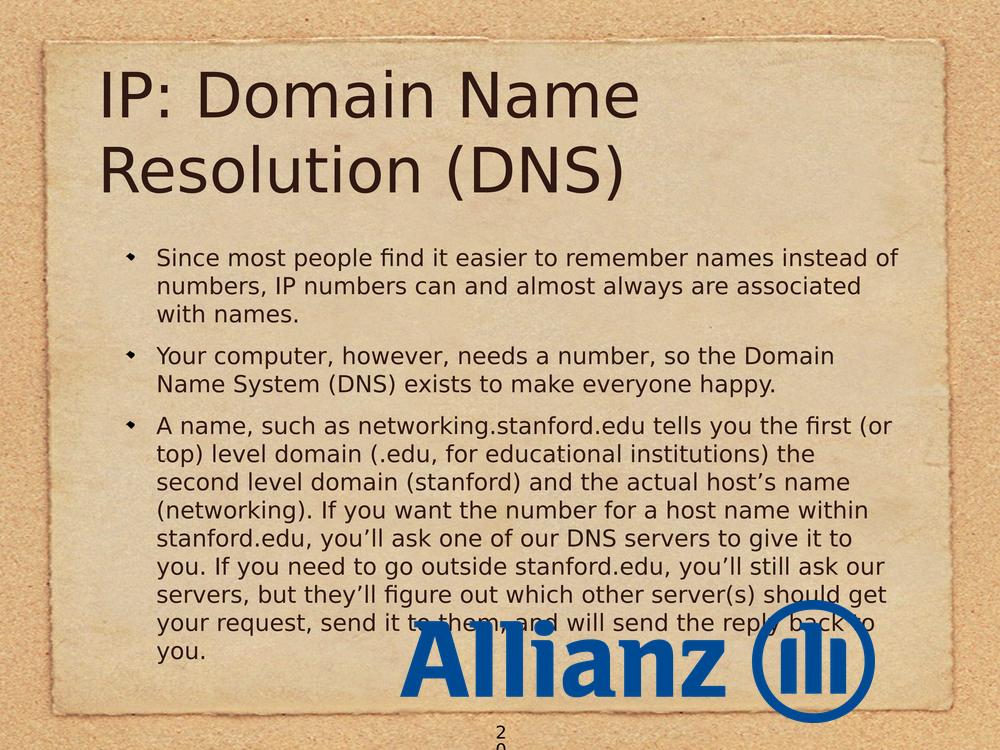 IP: Domain Name
Resolution (DNS)
Since most people find it easier to remember names instead of
numbers, IP numbers can and almost always are associated
with names.
Your computer, however, needs a number, so the Domain
Name System (DNS) exists to make everyone happy.
A name, such as networking.stanford.edu tells you the first (or
top) level domain (.edu, for educational institutions) the
second level domain (stanford) and the actual host’s name
(networking). If you want the number for a host name within
stanford.edu, you’ll ask one of our DNS servers to give it to
you. If you need to go outside stanford.edu, you’ll still ask our
servers, but they’ll figure out which other server(s) should get
your request, send it to them, and will send the reply back to
you.
Allianz
2
0